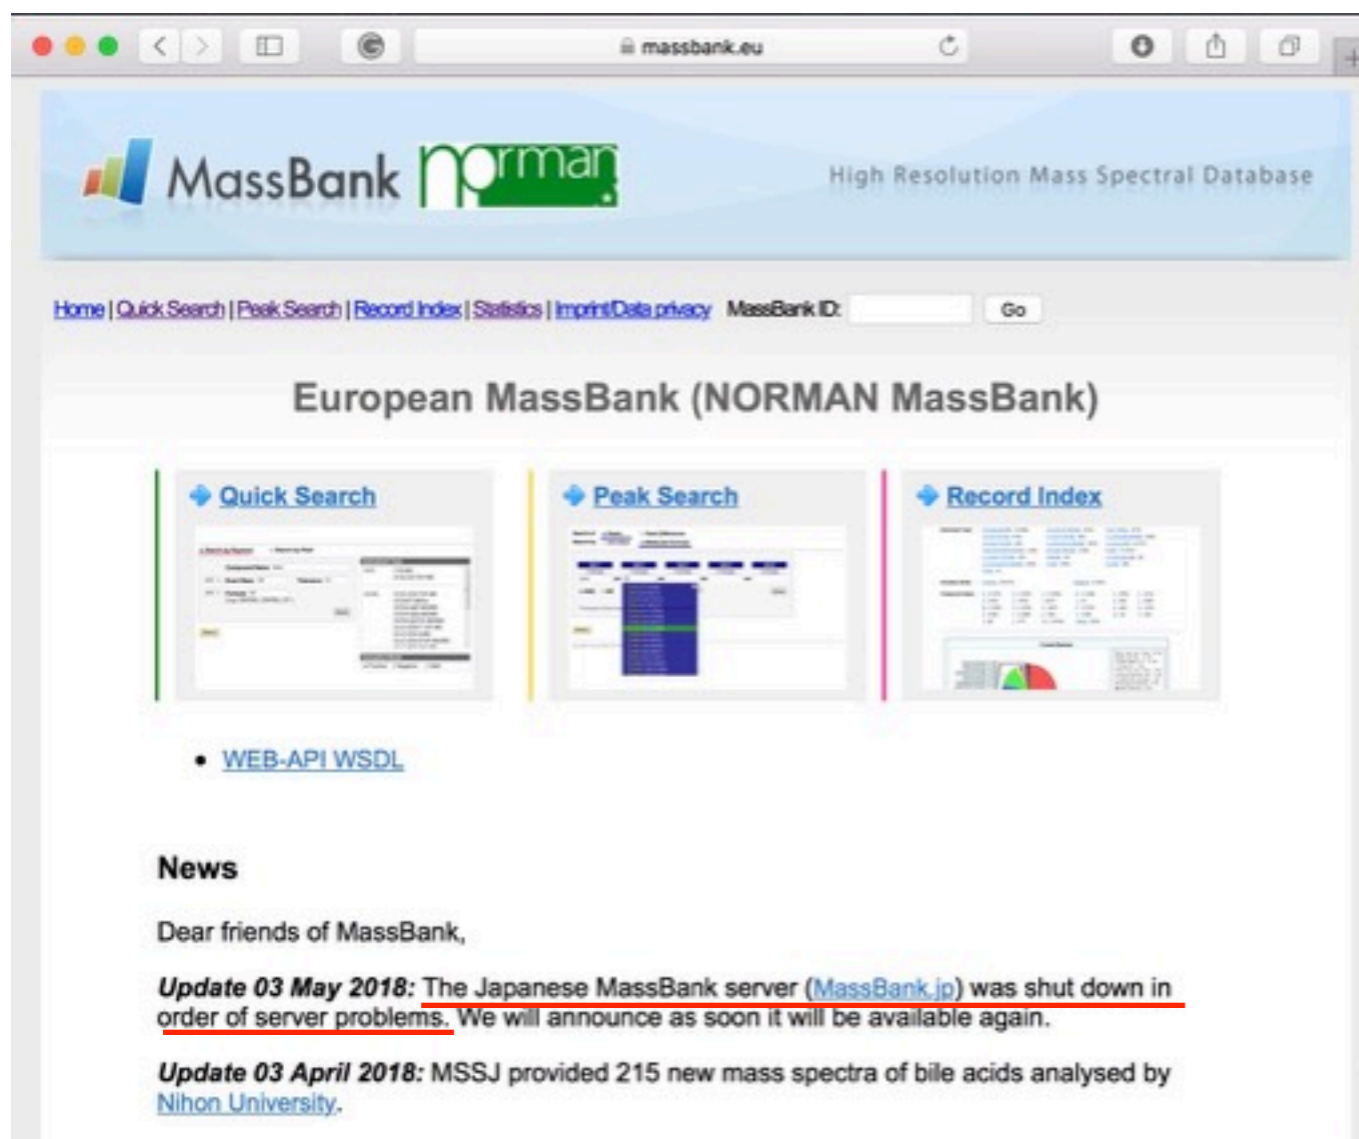 massbank.eu
MassBank norman
High Resolution Mass Spectral Database
Home | Quick Search | Peak Search | Record Index | Statistics | Imprint/Data privacy MassBank ID: Go
European MassBank (NORMAN MassBank)
Quick Search Peak Search Record Index
WEB-API WSDL
News
Dear friends of MassBank,
Update 03 May 2018: The Japanese MassBank server (MassBank.jp) was shut down in
order of server problems. We will announce as soon it will be available again.
Update 03 April 2018: MSSJ provided 215 new mass spectra of bile acids analysed by
Nihon University.